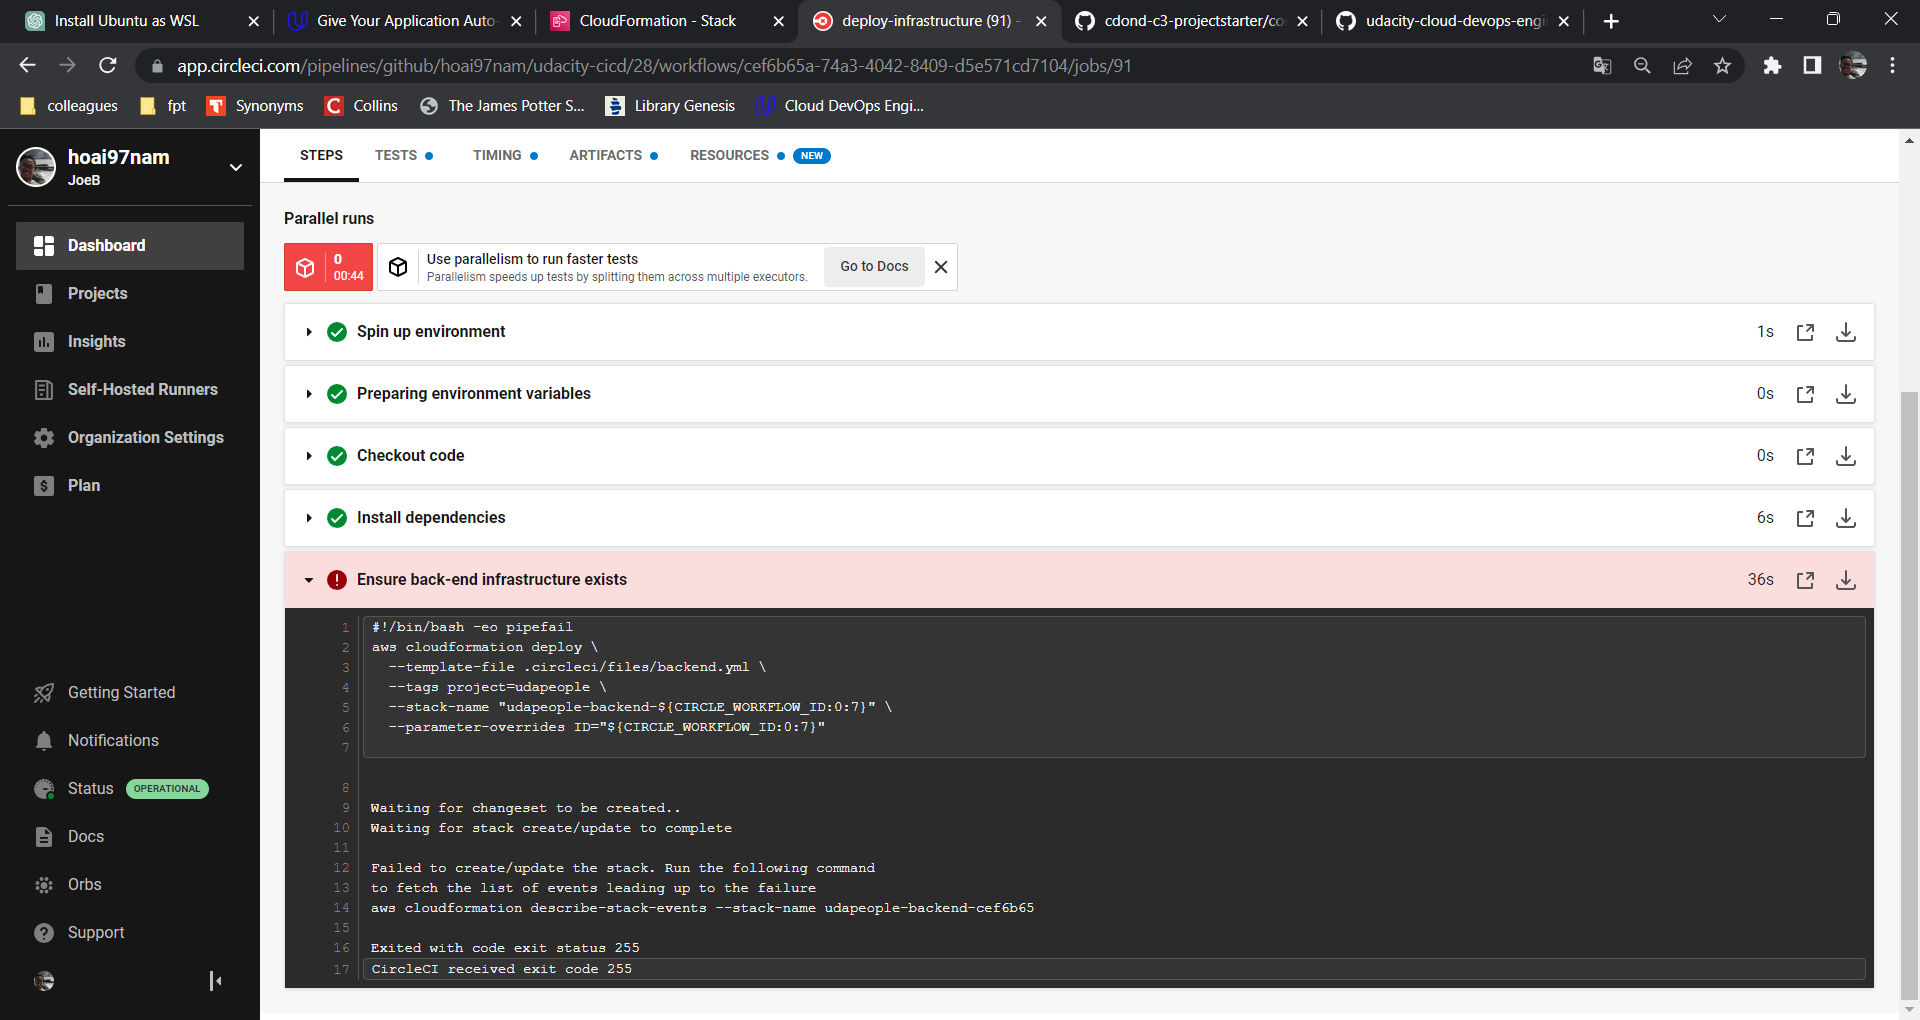 Install Ubuntu as WSL
Give Your Application Auto-
CloudFormation - Stack
deploy-infrastructure (91) -
cdond-c3-projectstarter/co
udacity-cloud-devops-engi
app.circleci.com/pipelines/github/hoai97nam/udacity-cicd/28/workflows/cef6b65a-74a3-4042-8409-d5e571cd7104/jobs/91
colleagues
fpt
Synonyms
Collins
The James Potter S...
Library Genesis
Cloud DevOps Engi...
hoai97nam
JoeB
Dashboard
Projects
Insights
Self-Hosted Runners
Organization Settings
Plan
Getting Started
Notifications
Status OPERATIONAL
Docs
Orbs
Support
STEPS
TESTS
TIMING
ARTIFACTS
RESOURCES NEW
Parallel runs
0
00:44
Use parallelism to run faster tests
Parallelism speeds up tests by splitting them across multiple executors.
Go to Docs
Spin up environment 1s
Preparing environment variables 0s
Checkout code 0s
Install dependencies 6s
Ensure back-end infrastructure exists 36s
1 #!/bin/bash -eo pipefail
2 aws cloudformation deploy \
3 --template-file .circleci/files/backend.yml \
4 --tags project=udapeople \
5 --stack-name "udapeople-backend-${CIRCLE_WORKFLOW_ID:0:7}" \
6 --parameter-overrides ID="${CIRCLE_WORKFLOW_ID:0:7}"
7
8
9 Waiting for changeset to be created..
10 Waiting for stack create/update to complete
11
12 Failed to create/update the stack. Run the following command
13 to fetch the list of events leading up to the failure
14 aws cloudformation describe-stack-events --stack-name udapeople-backend-cef6b65
15
16 Exited with code exit status 255
17 CircleCI received exit code 255